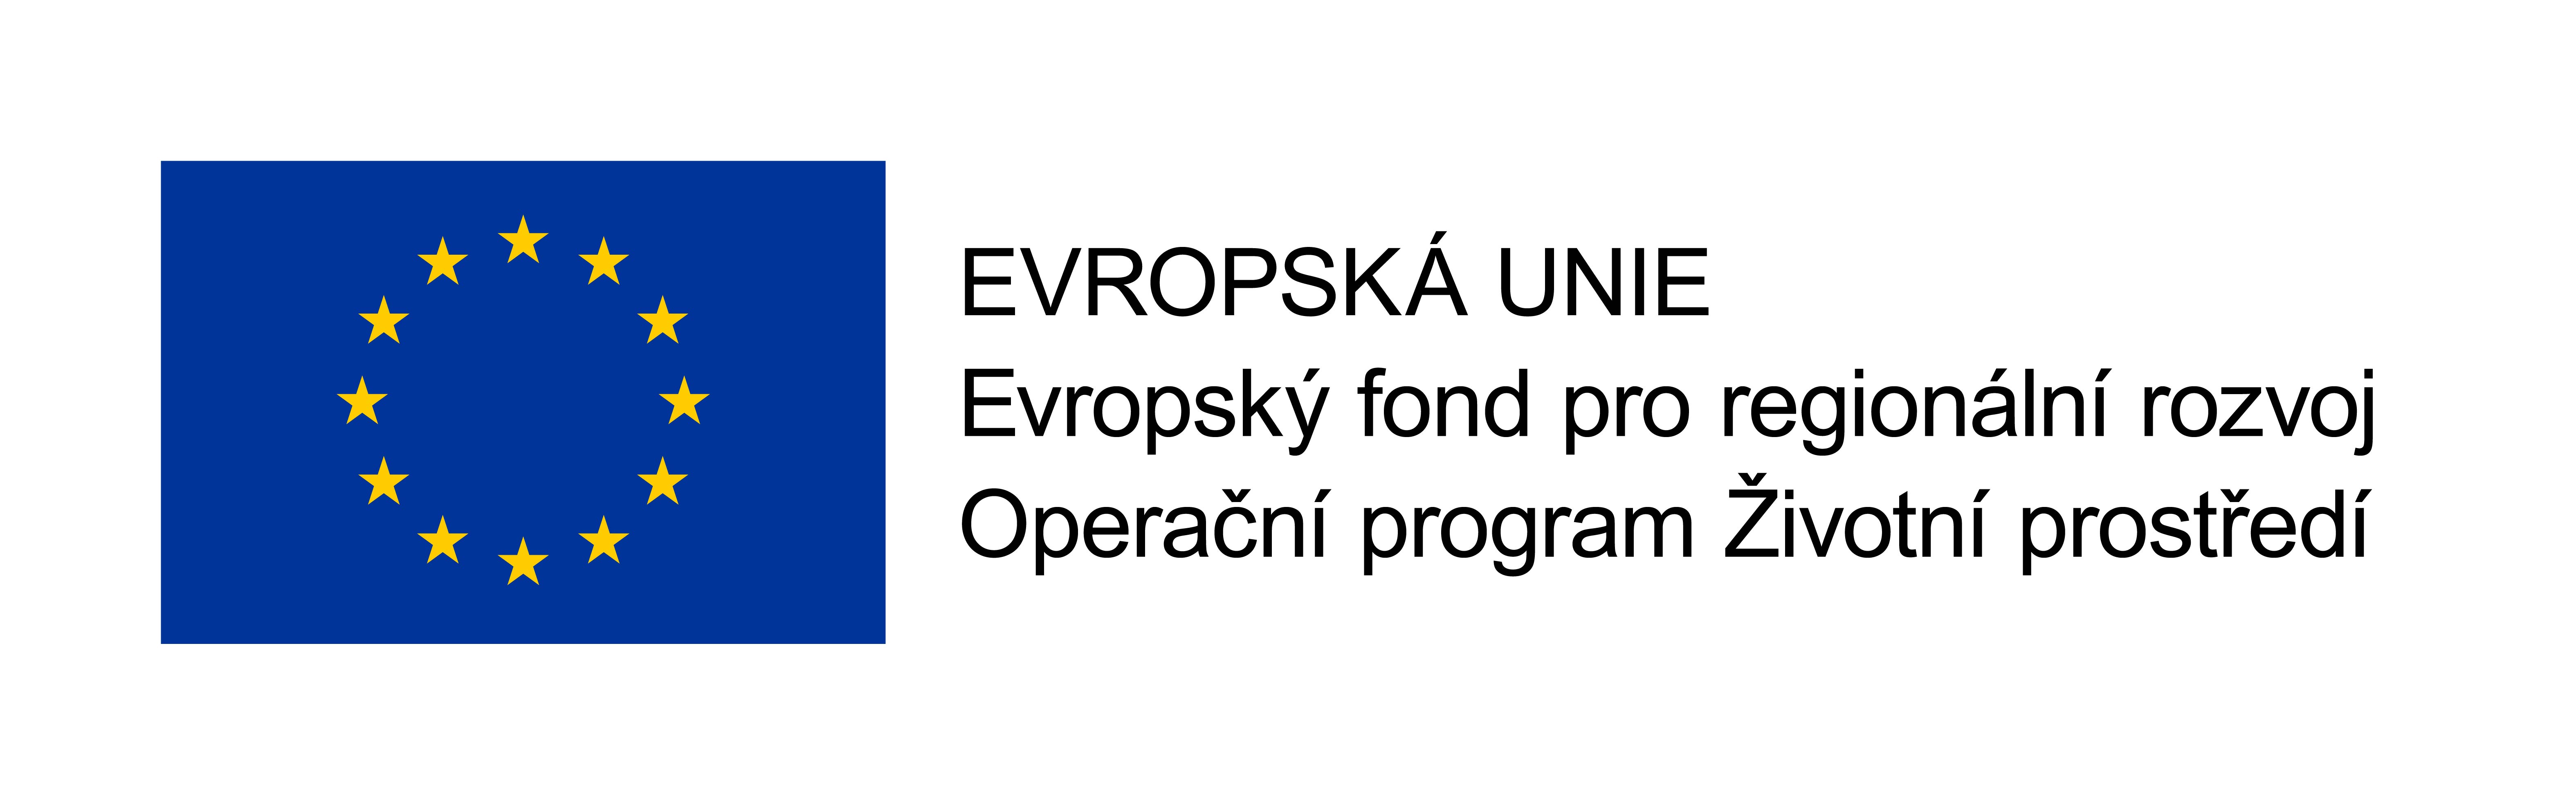 EVROPSKÁ UNIE
Evropský fond pro regionální rozvoj
Operační program Životní prostředí